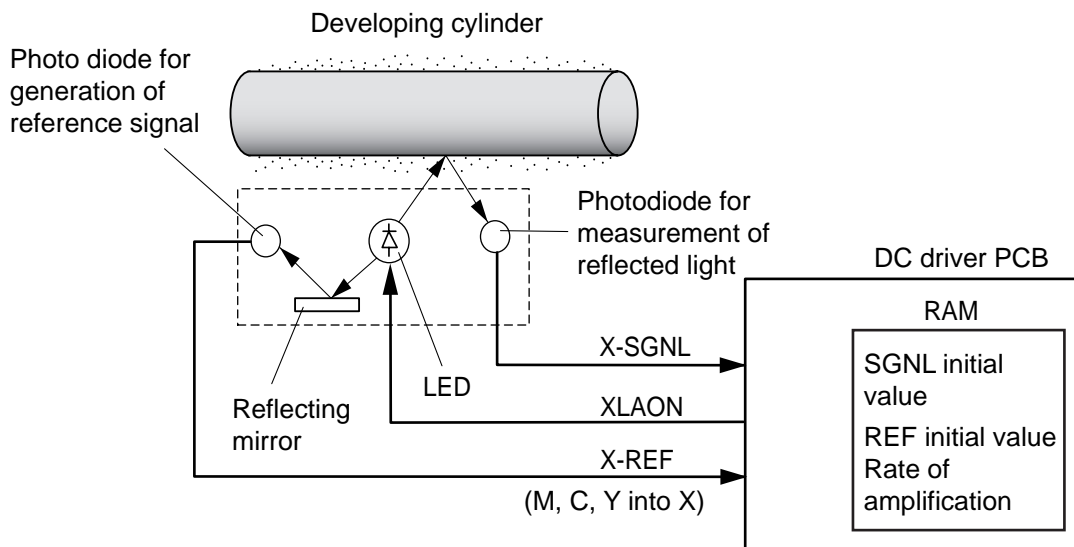 Developing cylinder
Photo diode for
generation of
reference signal
Photodiode for
measurement of
reflected light
DC driver PCB
RAM
X-SGNL
SGNL initial
value
LED
XLAON
Reflecting
mirror
REF initial value
Rate of
amplification
X-REF
(M, C, Y into X)